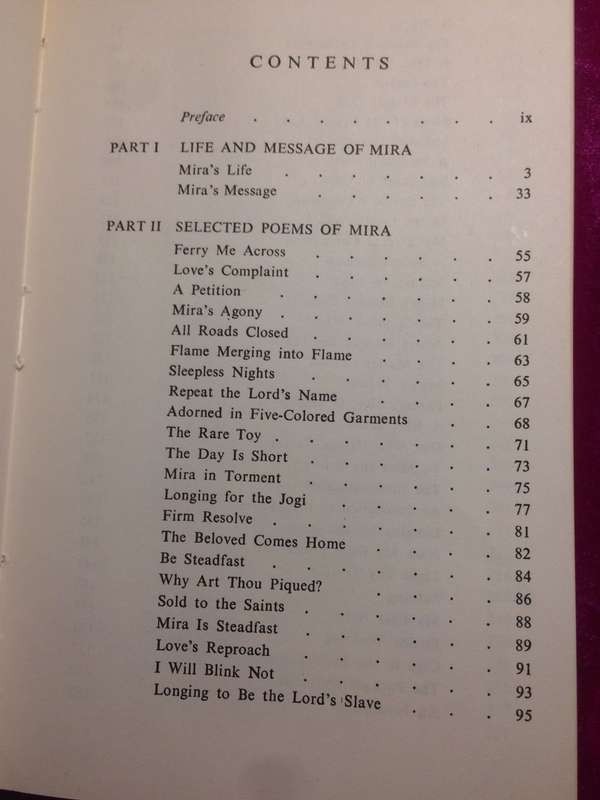 CONTENTS
Preface . . . . . . . . ix
PART I LIFE AND MESSAGE OF MIRA
Mira's Life . . . . . . . 3
Mira's Message . . . . . . 33
PART II SELECTED POEMS OF MIRA
Ferry Me Across . . . . . . 55
Love's Complaint . . . . . . 57
A Petition . . . . . . . 58
Mira's Agony . . . . . . . 59
All Roads Closed . . . . . . 61
Flame Merging into Flame . . . . 63
Sleepless Nights . . . . . . 65
Repeat the Lord's Name . . . . 67
Adorned in Five-Colored Garments . . 68
The Rare Toy . . . . . . . 71
The Day Is Short . . . . . . 73
Mira in Torment . . . . . . 75
Longing for the Jogi . . . . . . 77
Firm Resolve . . . . . . . 81
The Beloved Comes Home . . . . 82
Be Steadfast . . . . . . . 84
Why Art Thou Piqued? . . . . 86
Sold to the Saints . . . . . . 88
Mira Is Steadfast . . . . . . 89
Love's Reproach . . . . . . 91
I Will Blink Not . . . . . . 93
Longing to Be the Lord's Slave . . . 95